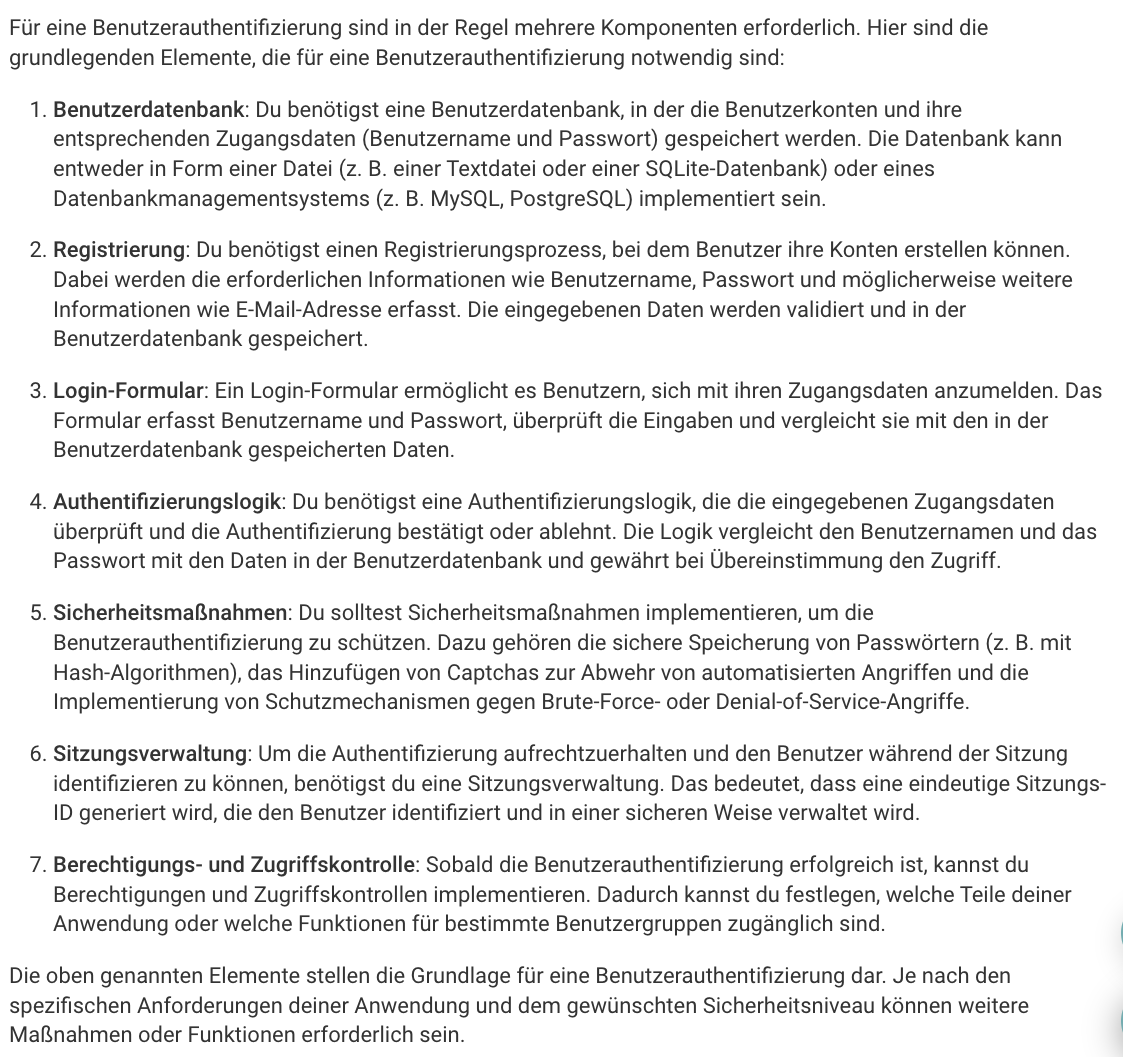 Für eine Benutzerauthentifizierung sind in der Regel mehrere Komponenten erforderlich. Hier sind die
grundlegenden Elemente, die für eine Benutzerauthentifizierung notwendig sind:
1. Benutzerdatenbank: Du benötigst eine Benutzerdatenbank, in der die Benutzerkonten und ihre
entsprechenden Zugangsdaten (Benutzername und Passwort) gespeichert werden. Die Datenbank kann
entweder in Form einer Datei (z. B. einer Textdatei oder einer SQLite-Datenbank) oder eines
Datenbankmanagementsystems (z. B. MySQL, PostgreSQL) implementiert sein.
2. Registrierung: Du benötigst einen Registrierungsprozess, bei dem Benutzer ihre Konten erstellen können.
Dabei werden die erforderlichen Informationen wie Benutzername, Passwort und möglicherweise weitere
Informationen wie E-Mail-Adresse erfasst. Die eingegebenen Daten werden validiert und in der
Benutzerdatenbank gespeichert.
3. Login-Formular: Ein Login-Formular ermöglicht es Benutzern, sich mit ihren Zugangsdaten anzumelden. Das
Formular erfasst Benutzername und Passwort, überprüft die Eingaben und vergleicht sie mit den in der
Benutzerdatenbank gespeicherten Daten.
4. Authentifizierungslogik: Du benötigst eine Authentifizierungslogik, die die eingegebenen Zugangsdaten
überprüft und die Authentifizierung bestätigt oder ablehnt. Die Logik vergleicht den Benutzernamen und das
Passwort mit den Daten in der Benutzerdatenbank und gewährt bei Übereinstimmung den Zugriff.
5. Sicherheitsmaßnahmen: Du solltest Sicherheitsmaßnahmen implementieren, um die
Benutzerauthentifizierung zu schützen. Dazu gehören die sichere Speicherung von Passwörtern (z. B. mit
Hash-Algorithmen), das Hinzufügen von Captchas zur Abwehr von automatisierten Angriffen und die
Implementierung von Schutzmechanismen gegen Brute-Force- oder Denial-of-Service-Angriffe.
6. Sitzungsverwaltung: Um die Authentifizierung aufrechtzuerhalten und den Benutzer während der Sitzung
identifizieren zu können, benötigst du eine Sitzungsverwaltung. Das bedeutet, dass eine eindeutige Sitzungs-
ID generiert wird, die den Benutzer identifiziert und in einer sicheren Weise verwaltet wird.
7. Berechtigungs- und Zugriffskontrolle: Sobald die Benutzerauthentifizierung erfolgreich ist, kannst du
Berechtigungen und Zugriffskontrollen implementieren. Dadurch kannst du festlegen, welche Teile deiner
Anwendung oder welche Funktionen für bestimmte Benutzergruppen zugänglich sind.
Die oben genannten Elemente stellen die Grundlage für eine Benutzerauthentifizierung dar. Je nach den
spezifischen Anforderungen deiner Anwendung und dem gewünschten Sicherheitsniveau können weitere
Maßnahmen oder Funktionen erforderlich sein.